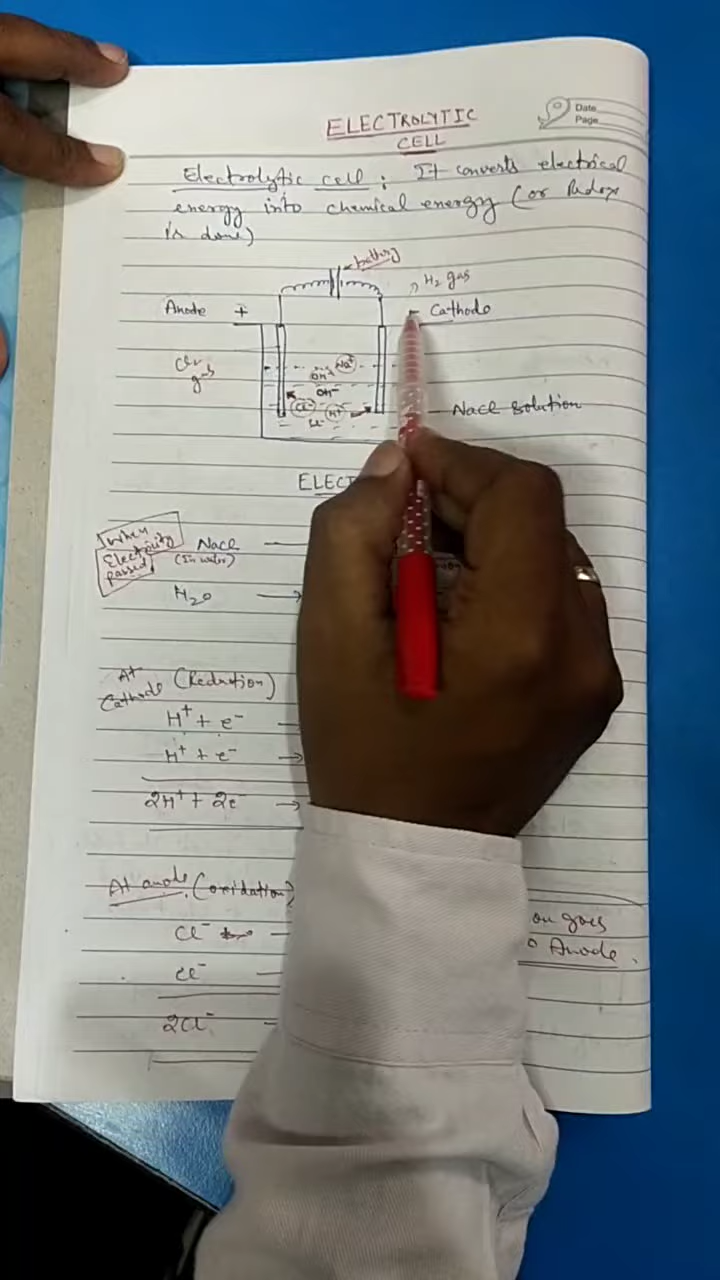 ELECTROLYTIC
CELL
Date
Page
Electrolytic cell : It converts electrical
energy into chemical energy (or Redox
is done)
battery
H₂ gas
Anode + - Cathode
Cl₂
gas
OH⁻ Na⁺
OH⁻
Cl⁻ H⁺
Cl⁻
NaCl solution
ELECT
When
Electricity
passed
NaCl —
(In water)
H₂O →
At
Cathode (Reduction)
H⁺ + e⁻ —
H⁺ + e⁻ →
2H⁺ + 2e⁻ →
At anode (oxidation)
Cl⁻ —
Cl⁻ —
2Cl⁻ —
on goes
Anode.